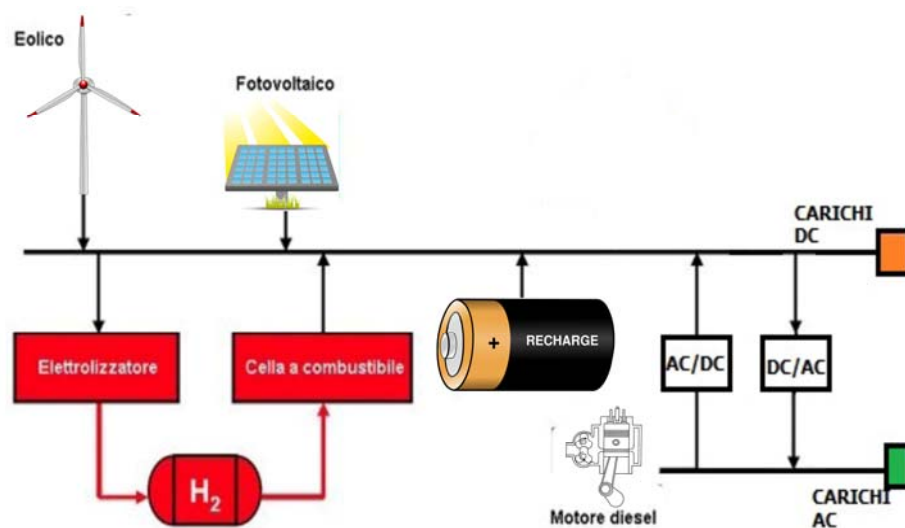 Eolico
Fotovoltaico
CARICHI
DC
Elettrolizzatore
Cella a combustibile
+
RECHARGE
AC/DC
DC/AC
H₂
Motore diesel
CARICHI
AC